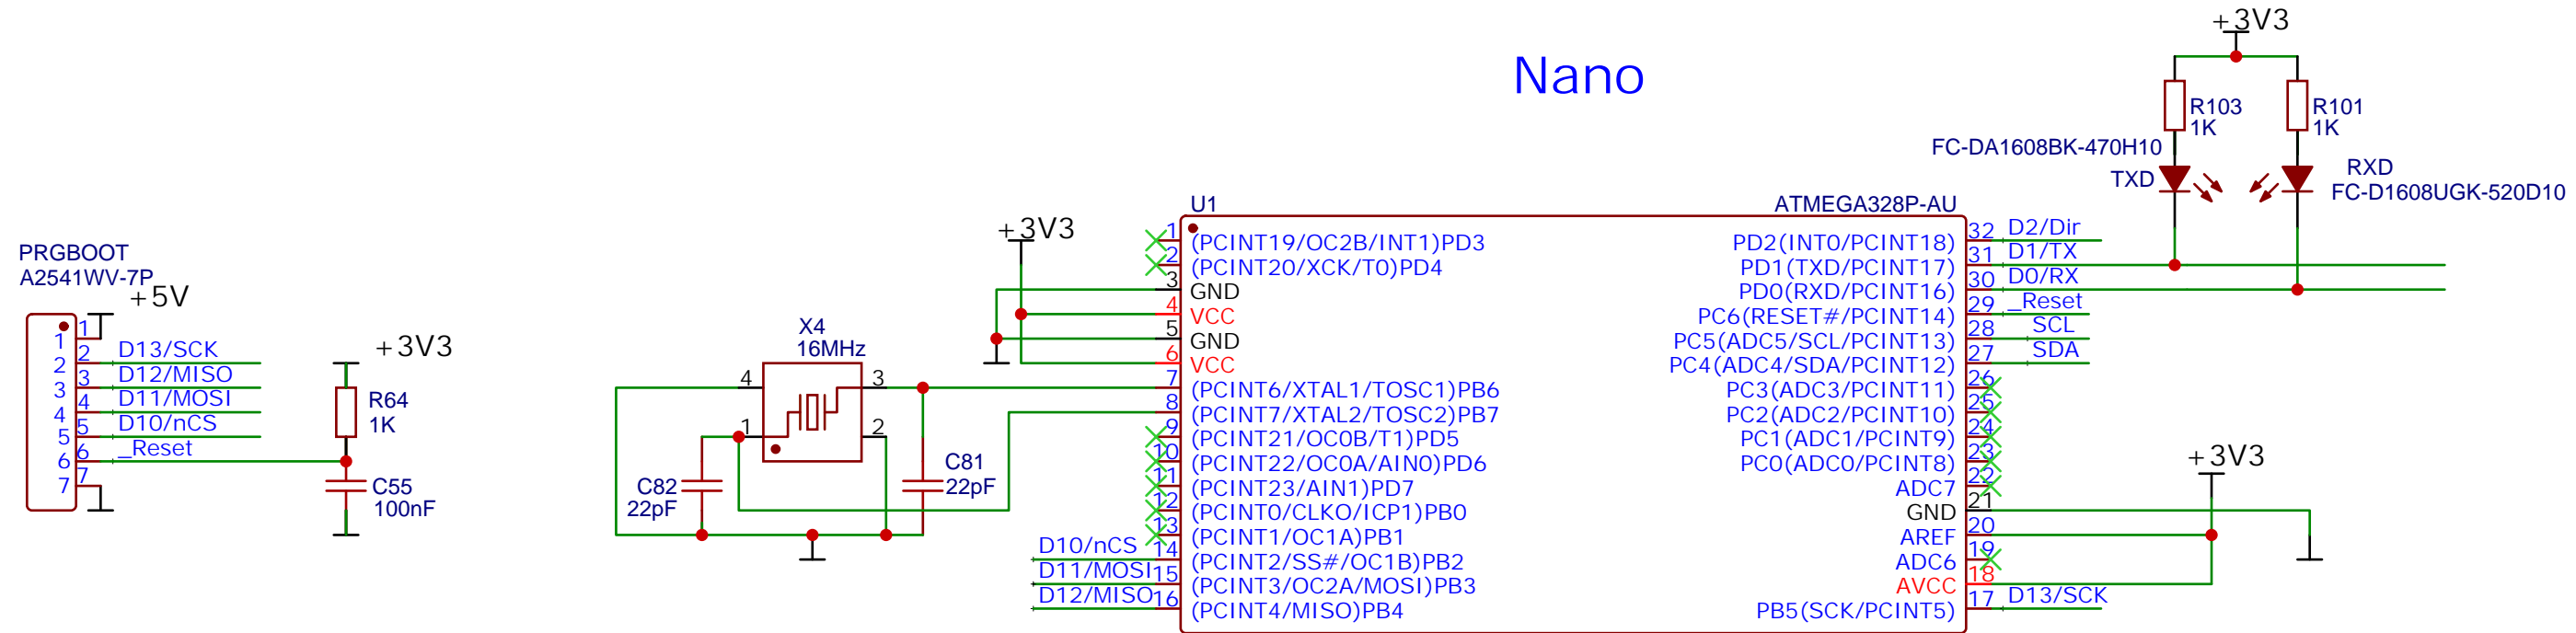 Nano
PRGBOOT
A2541WV-7P
+5V
1 1
2 2 D13/SCK
3 3 D12/MISO
4 4 D11/MOSI
5 5 D10/nCS
6 6 _Reset
7 7
+3V3
R64
1K
C55
100nF
X4
16MHz
4 3
1 2
C82
22pF
C81
22pF
+3V3
U1 ATMEGA328P-AU
1 (PCINT19/OC2B/INT1)PD3
2 (PCINT20/XCK/T0)PD4
3 GND
4 VCC
5 GND
6 VCC
7 (PCINT6/XTAL1/TOSC1)PB6
8 (PCINT7/XTAL2/TOSC2)PB7
9 (PCINT21/OC0B/T1)PD5
10 (PCINT22/OC0A/AIN0)PD6
11 (PCINT23/AIN1)PD7
12 (PCINT0/CLKO/ICP1)PB0
13 (PCINT1/OC1A)PB1
D10/nCS 14 (PCINT2/SS#/OC1B)PB2
D11/MOSI 15 (PCINT3/OC2A/MOSI)PB3
D12/MISO 16 (PCINT4/MISO)PB4
PD2(INT0/PCINT18) 32 D2/Dir
PD1(TXD/PCINT17) 31 D1/TX
PD0(RXD/PCINT16) 30 D0/RX
PC6(RESET#/PCINT14) 29 _Reset
PC5(ADC5/SCL/PCINT13) 28 SCL
PC4(ADC4/SDA/PCINT12) 27 SDA
PC3(ADC3/PCINT11) 26
PC2(ADC2/PCINT10) 25
PC1(ADC1/PCINT9) 24
PC0(ADC0/PCINT8) 23
ADC7 22
GND 21
AREF 20
ADC6 19
AVCC 18
PB5(SCK/PCINT5) 17 D13/SCK
+3V3
+3V3
R103
1K
R101
1K
FC-DA1608BK-470H10
TXD
RXD
FC-D1608UGK-520D10